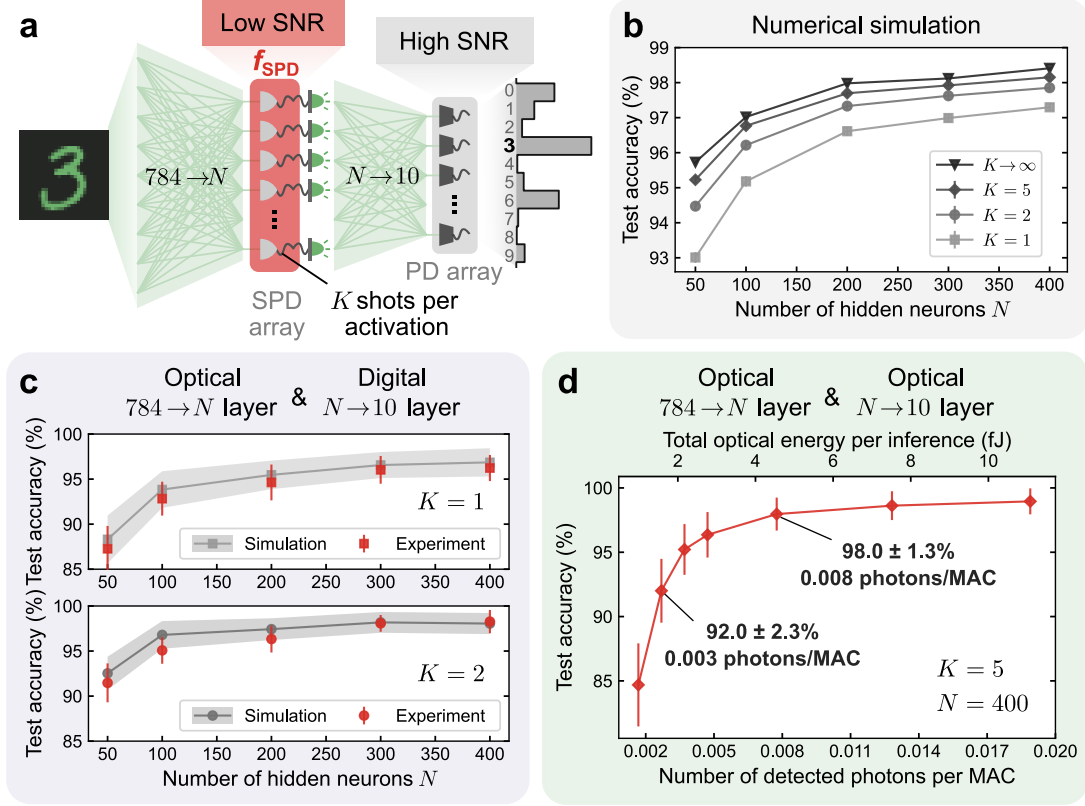 a
Low SNR
High SNR
f_SPD
784→N
N→10
0
1
2
3
4
5
6
7
8
9
SPD
array
K shots per
activation
PD array
b
Numerical simulation
Test accuracy (%)
99
98
97
96
95
94
93
K→∞
K = 5
K = 2
K = 1
50 100 150 200 250 300 350 400
Number of hidden neurons N
c
Optical
784→N layer
&
Digital
N→10 layer
Test accuracy (%)
100
95
90
85
K = 1
Simulation
Experiment
50 100 150 200 250 300 350 400
Test accuracy (%)
100
95
90
85
K = 2
Simulation
Experiment
50 100 150 200 250 300 350 400
Number of hidden neurons N
d
Optical
784→N layer
&
Optical
N→10 layer
Total optical energy per inference (fJ)
2 4 6 8 10
Test accuracy (%)
100
95
90
85
98.0 ± 1.3%
0.008 photons/MAC
92.0 ± 2.3%
0.003 photons/MAC
K = 5
N = 400
0.002 0.005 0.008 0.011 0.014 0.017 0.020
Number of detected photons per MAC